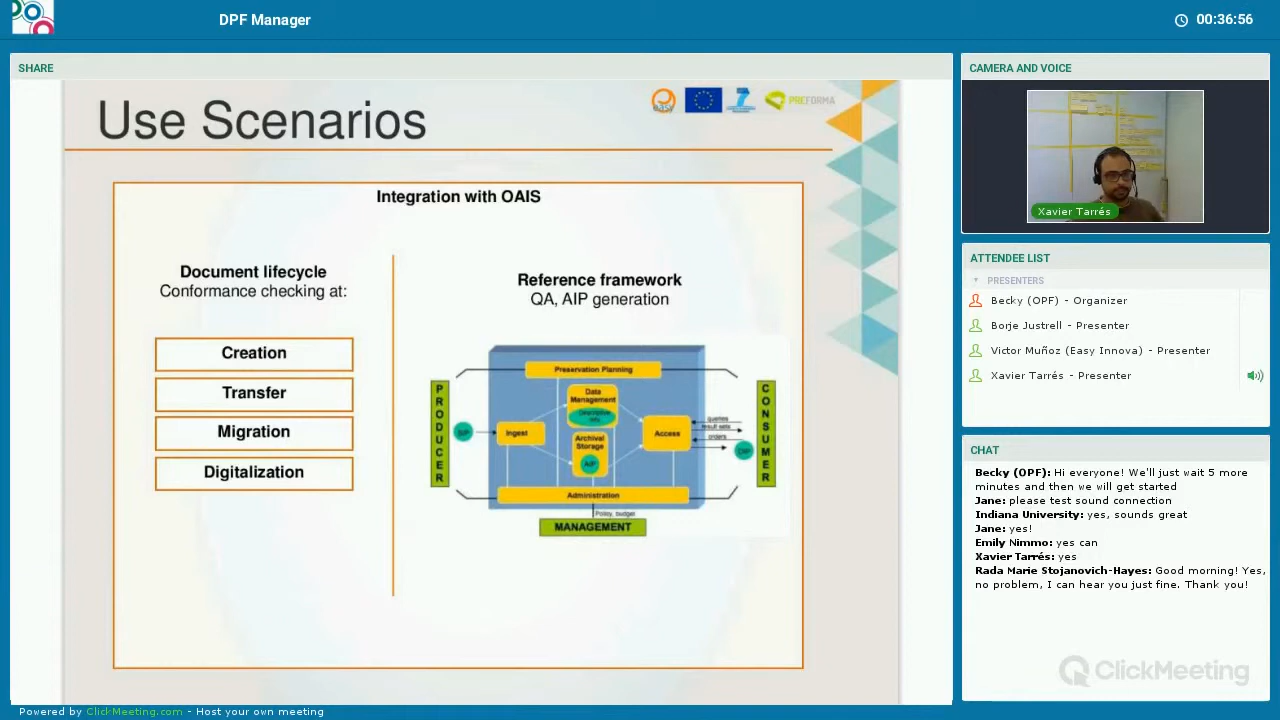 DPF Manager
00:36:56
SHARE
Use Scenarios
PREFORMA
Integration with OAIS
Document lifecycle
Conformance checking at:
Creation
Transfer
Migration
Digitalization
Reference framework
QA, AIP generation
PRODUCER
Preservation Planning
Data
Management
Ingest
Archival
Storage
AIP
Access
queries
result sets
orders
CONSUMER
Administration
Policy, budget
MANAGEMENT
CAMERA AND VOICE
Xavier Tarrés
ATTENDEE LIST
PRESENTERS
Becky (OPF) - Organizer
Borje Justrell - Presenter
Victor Muñoz (Easy Innova) - Presenter
Xavier Tarrés - Presenter
CHAT
Becky (OPF): Hi everyone! We'll just wait 5 more
minutes and then we will get started
Jane: please test sound connection
Indiana University: yes, sounds great
Jane: yes!
Emily Nimmo: yes can
Xavier Tarrés: yes
Rada Marie Stojanovich-Hayes: Good morning! Yes,
no problem, I can hear you just fine. Thank you!
ClickMeeting
Powered by ClickMeeting.com - Host your own meeting